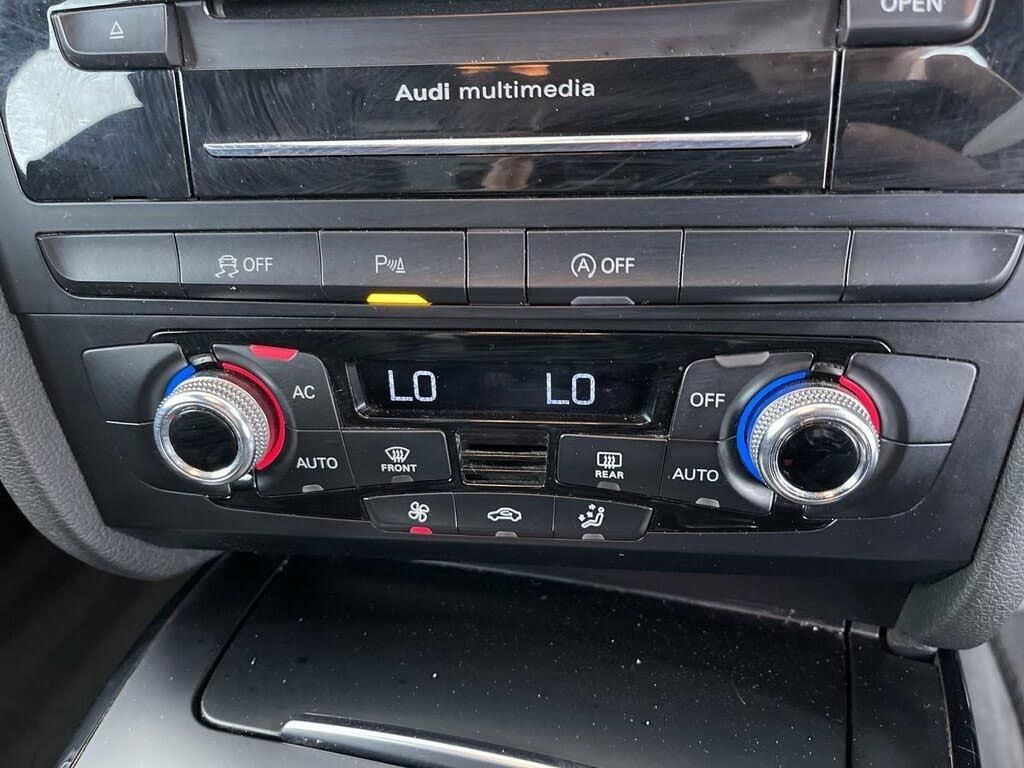 OPEN
Audi multimedia
OFF P A OFF
LO LO
AC OFF
AUTO FRONT REAR AUTO